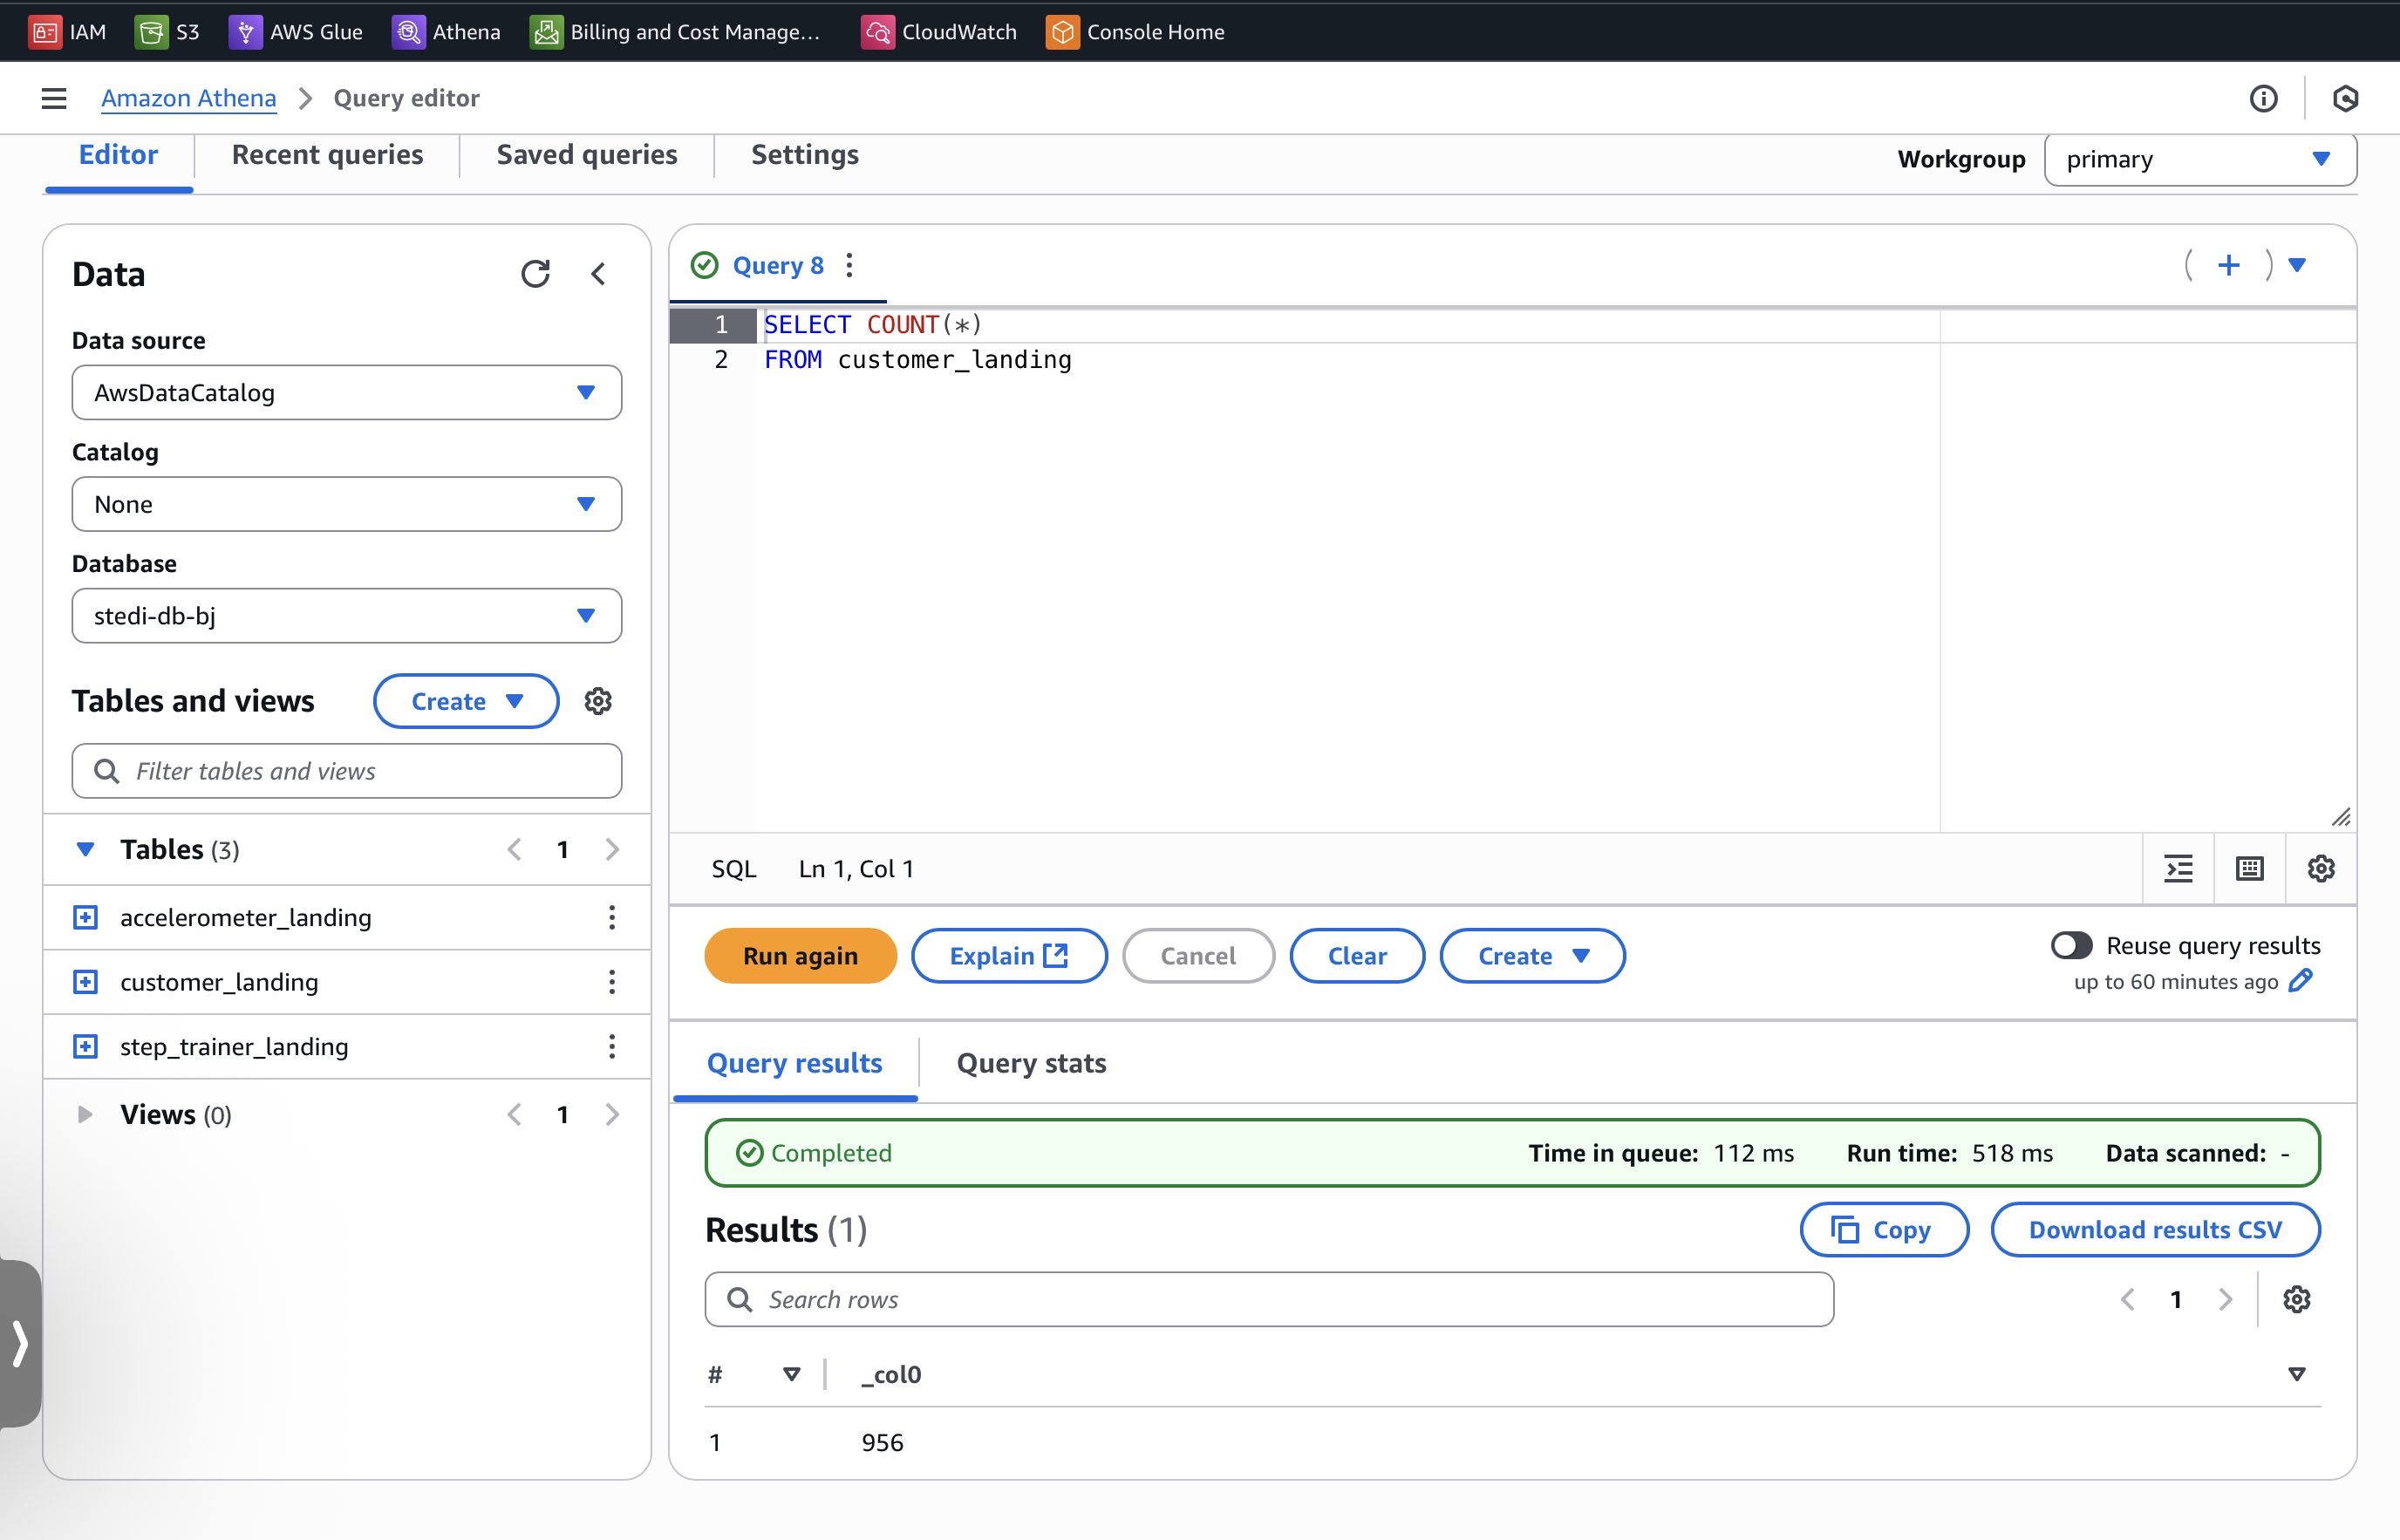 IAM S3 AWS Glue Athena Billing and Cost Manage... CloudWatch Console Home
Amazon Athena Query editor
Editor Recent queries Saved queries Settings Workgroup primary
Data
Data source
AwsDataCatalog
Catalog
None
Database
stedi-db-bj
Tables and views Create
Filter tables and views
Tables (3) 1
accelerometer_landing
customer_landing
step_trainer_landing
Views (0) 1
Query 8
1 SELECT COUNT(*)
2 FROM customer_landing
SQL Ln 1, Col 1
Run again Explain Cancel Clear Create Reuse query results
up to 60 minutes ago
Query results Query stats
Completed Time in queue: 112 ms Run time: 518 ms Data scanned: -
Results (1) Copy Download results CSV
Search rows 1
# _col0
1 956